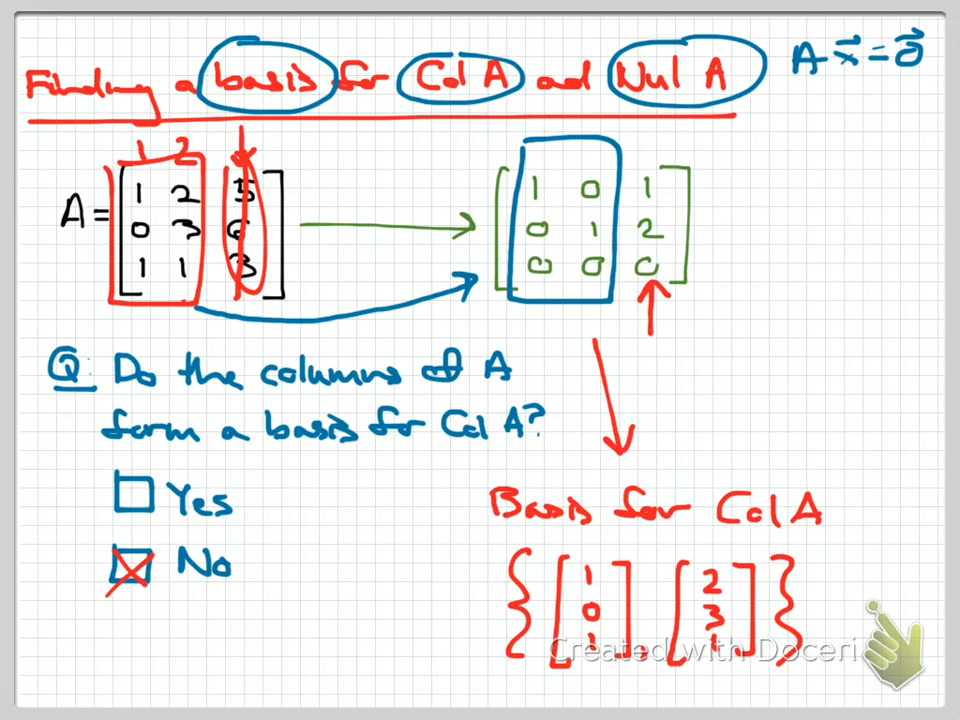 Finding a basis for Col A and Nul A
A x⃗ = 0⃗
1 2
A = [1 2 5
0 3 6
1 1 3]
[1 0 1
0 1 2
0 0 0]
Q: Do the columns of A
form a basis for Col A?
Yes
No
Basis for Col A
{ [1 0 1] [2 3 1] }
Created with Doceri